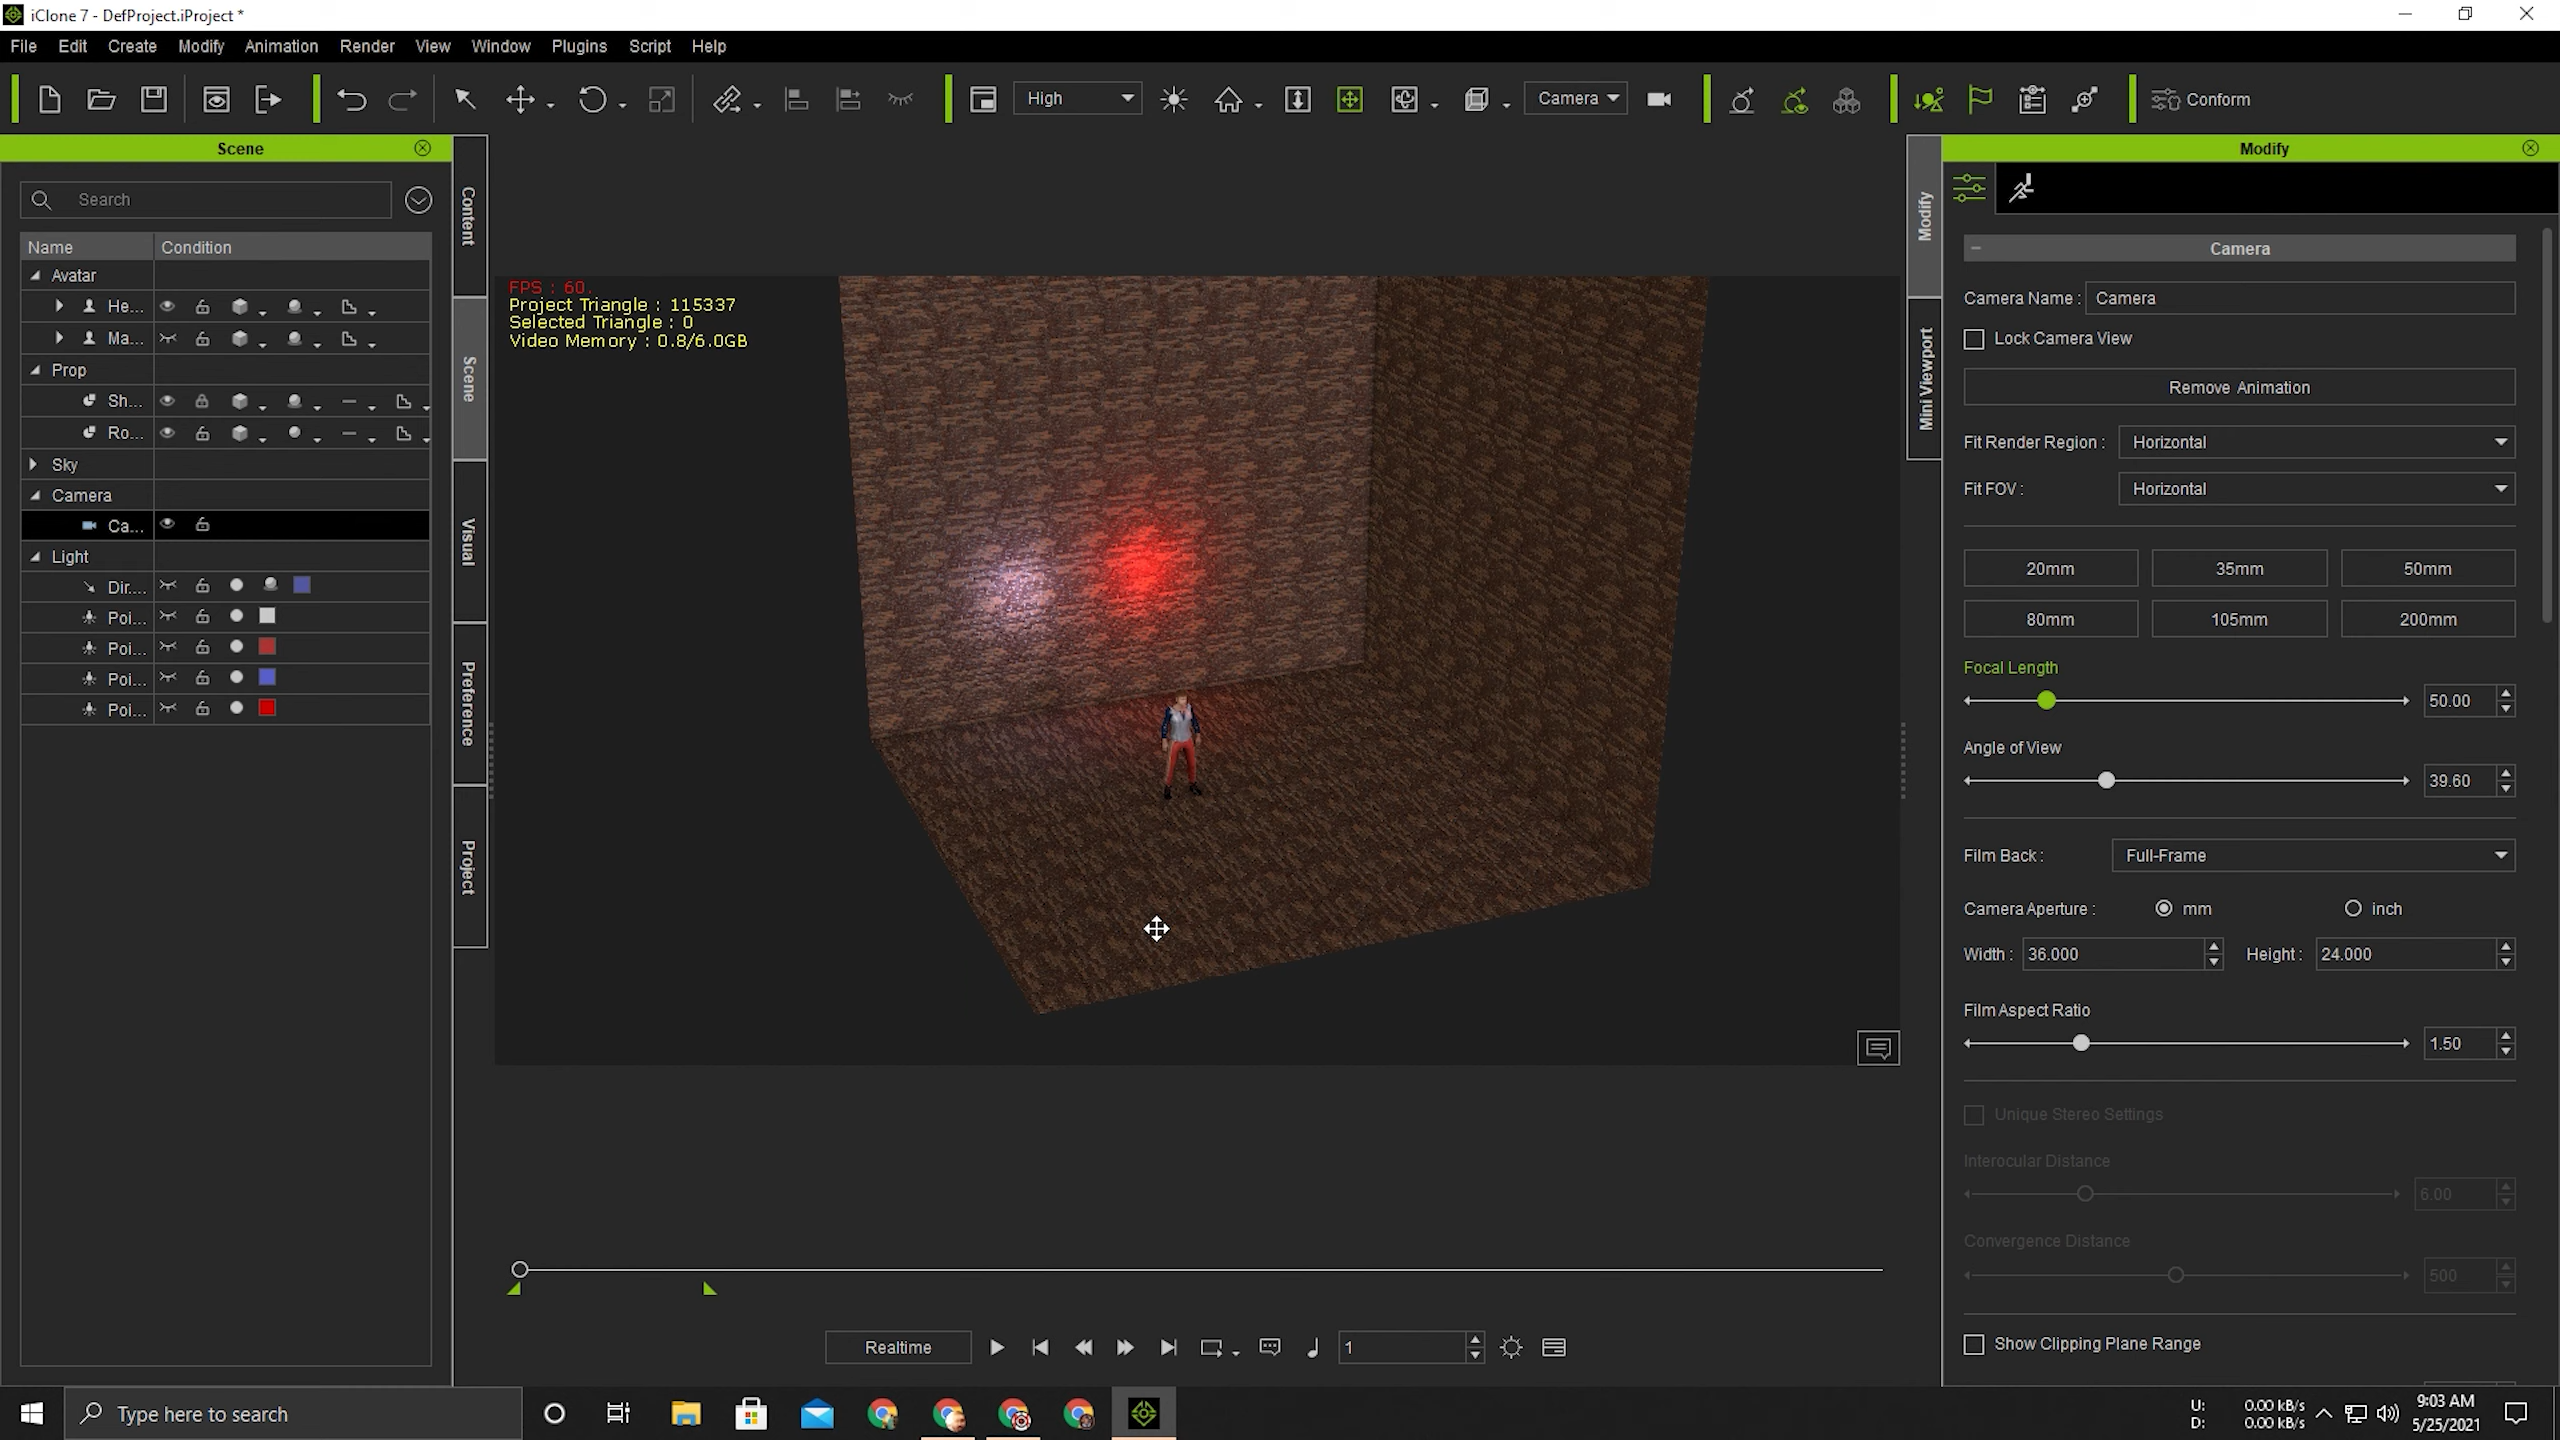 iClone 7 - DefProject.iProject *
File Edit Create Modify Animation Render View Window Plugins Script Help
High
Camera
Conform
Scene
Search
Name Condition
Avatar
He...
Ma...
Prop
Sh...
Ro...
Sky
Camera
Ca...
Light
Dir....
Poi...
Poi...
Poi...
Poi...
Content
Scene
Visual
Preference
Project
FPS : 60.
Project Triangle : 115337
Selected Triangle : 0
Video Memory : 0.8/6.0GB
Realtime
1
Modify
Mini Viewport
Modify
Camera
Camera Name : Camera
Lock Camera View
Remove Animation
Fit Render Region : Horizontal
Fit FOV : Horizontal
20mm 35mm 50mm
80mm 105mm 200mm
Focal Length
50.00
Angle of View
39.60
Film Back : Full-Frame
Camera Aperture : mm inch
Width : 36.000 Height : 24.000
Film Aspect Ratio
1.50
Unique Stereo Settings
Interocular Distance
6.00
Convergence Distance
500
Show Clipping Plane Range
Type here to search
U: 0.00 kB/s
D: 0.00 kB/s
9:03 AM
5/25/2021